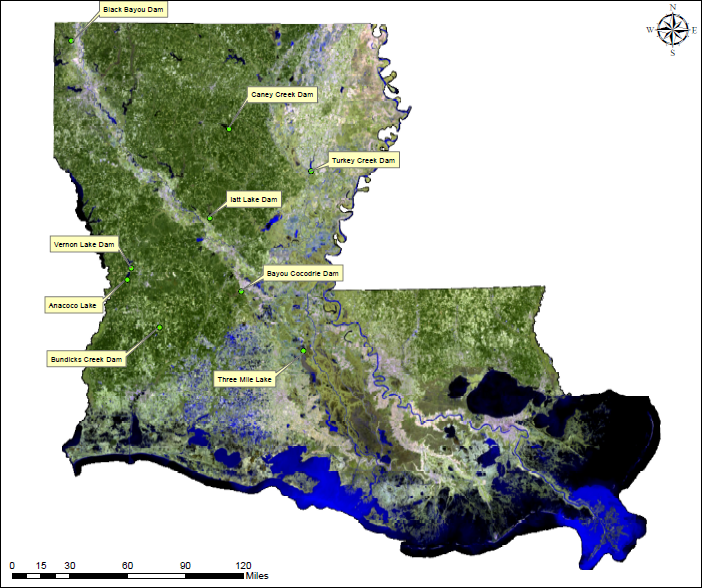 Black Bayou Dam
N
W E
S
Caney Creek Dam
Turkey Creek Dam
Iatt Lake Dam
Vernon Lake Dam
Bayou Cocodrie Dam
Anacoco Lake
Bundicks Creek Dam
Three Mile Lake
0 15 30 60 90 120
Miles